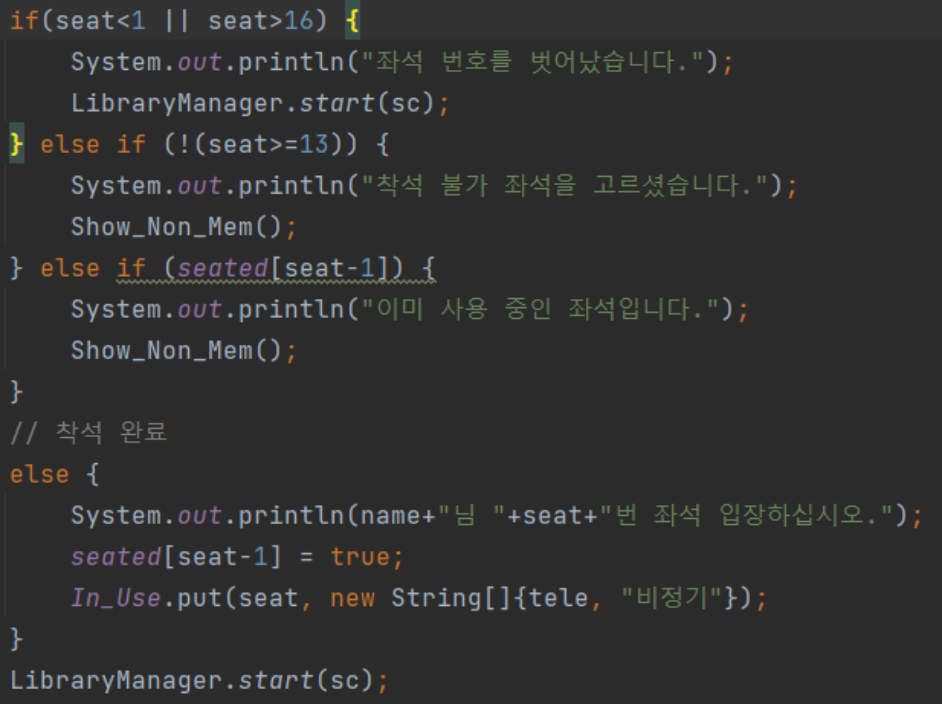 if(seat<1 || seat>16) {
    System.out.println("좌석 번호를 벗어났습니다.");
    LibraryManager.start(sc);
} else if (!(seat>=13)) {
    System.out.println("착석 불가 좌석을 고르셨습니다.");
    Show_Non_Mem();
} else if (seated[seat-1]) {
    System.out.println("이미 사용 중인 좌석입니다.");
    Show_Non_Mem();
}
// 착석 완료
else {
    System.out.println(name+"님 "+seat+"번 좌석 입장하십시오.");
    seated[seat-1] = true;
    In_Use.put(seat, new String[]{tele, "비정기"});
}
LibraryManager.start(sc);